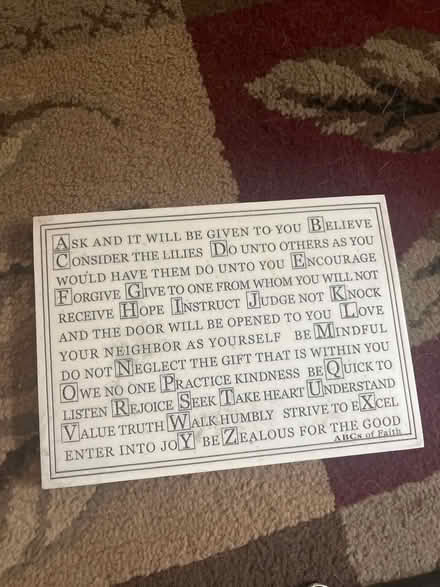 ASK AND IT WILL BE GIVEN TO YOU BELIEVE
CONSIDER THE LILIES DO UNTO OTHERS AS YOU
WOULD HAVE THEM DO UNTO YOU ENCOURAGE
FORGIVE GIVE TO ONE FROM WHOM YOU WILL NOT
RECEIVE HOPE INSTRUCT JUDGE NOT KNOCK
AND THE DOOR WILL BE OPENED TO YOU LOVE
YOUR NEIGHBOR AS YOURSELF BE MINDFUL
DO NOT NEGLECT THE GIFT THAT IS WITHIN YOU
OWE NO ONE PRACTICE KINDNESS BE QUICK TO
LISTEN REJOICE SEEK TAKE HEART UNDERSTAND
VALUE TRUTH WALK HUMBLY STRIVE TO EXCEL
ENTER INTO JOY BE ZEALOUS FOR THE GOOD
ABCs of Faith